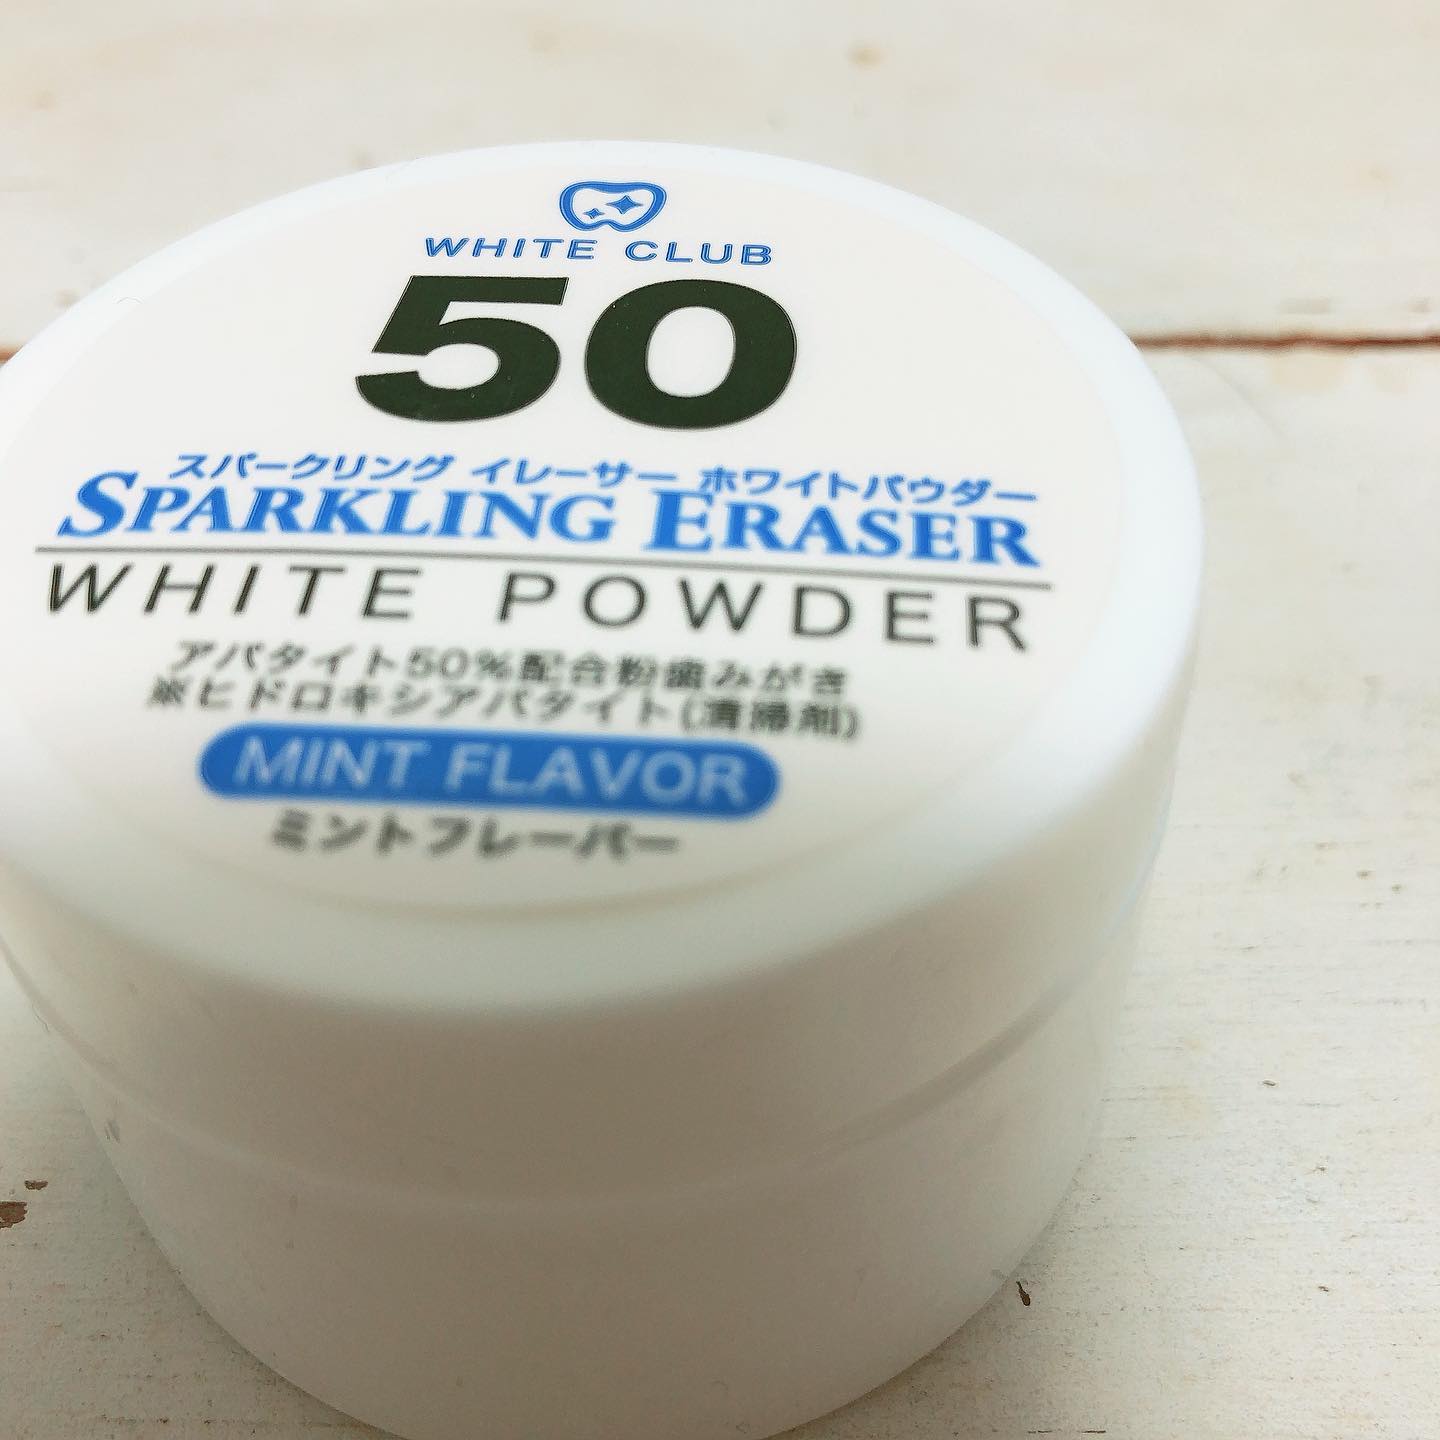 WHITE CLUB
50
スパークリング イレーサー ホワイトパウダー
SPARKLING ERASER
WHITE POWDER
アパタイト50%配合粉歯みがき
※ヒドロキシアパタイト(清掃剤)
MINT FLAVOR
ミントフレーバー